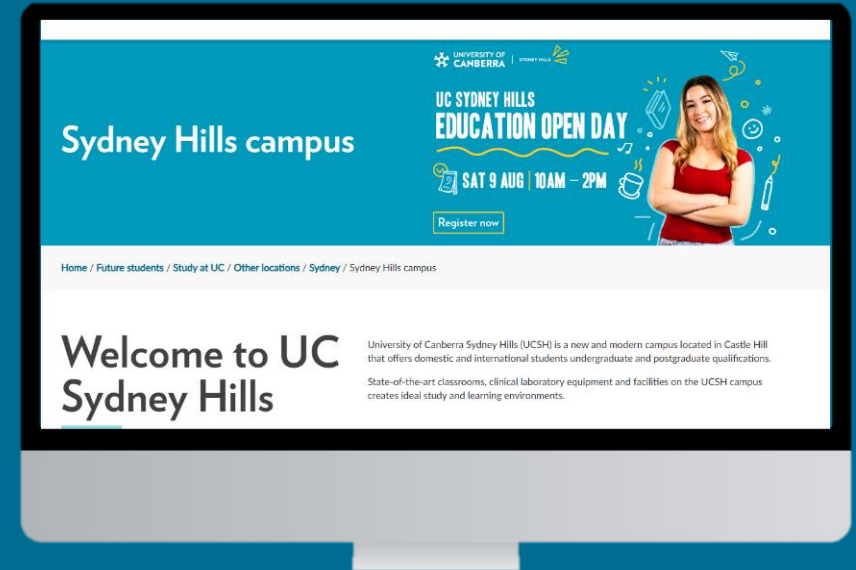 Sydney Hills campus
UNIVERSITY OF
CANBERRA
SYDNEY HILLS
UC SYDNEY HILLS
EDUCATION OPEN DAY
SAT 9 AUG | 10AM – 2PM
Register now
Home / Future students / Study at UC / Other locations / Sydney / Sydney Hills campus
Welcome to UC
Sydney Hills
University of Canberra Sydney Hills (UCSH) is a new and modern campus located in Castle Hill
that offers domestic and international students undergraduate and postgraduate qualifications.
State-of-the-art classrooms, clinical laboratory equipment and facilities on the UCSH campus
creates ideal study and learning environments.